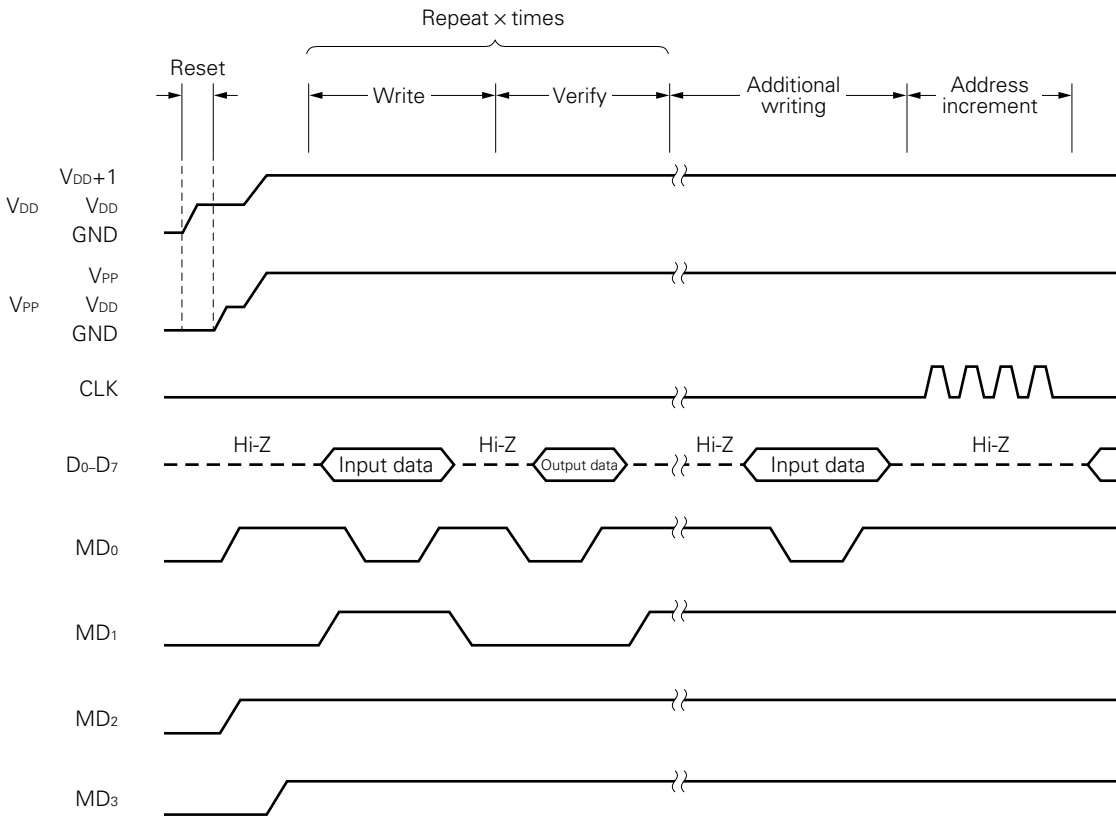 Repeat × times
Reset
Write
Verify
Additional
writing
Address
increment
VDD+1
VDD VDD
GND
VPP
VPP VDD
GND
CLK
Hi-Z Hi-Z Hi-Z Hi-Z
D0–D7 Input data Output data Input data
MD0
MD1
MD2
MD3